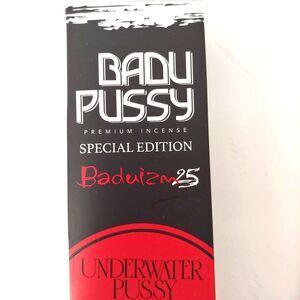 BADU
PUSSY
PREMIUM INCENSE
SPECIAL EDITION
Baduizm25
UNDERWATER
PUSSY